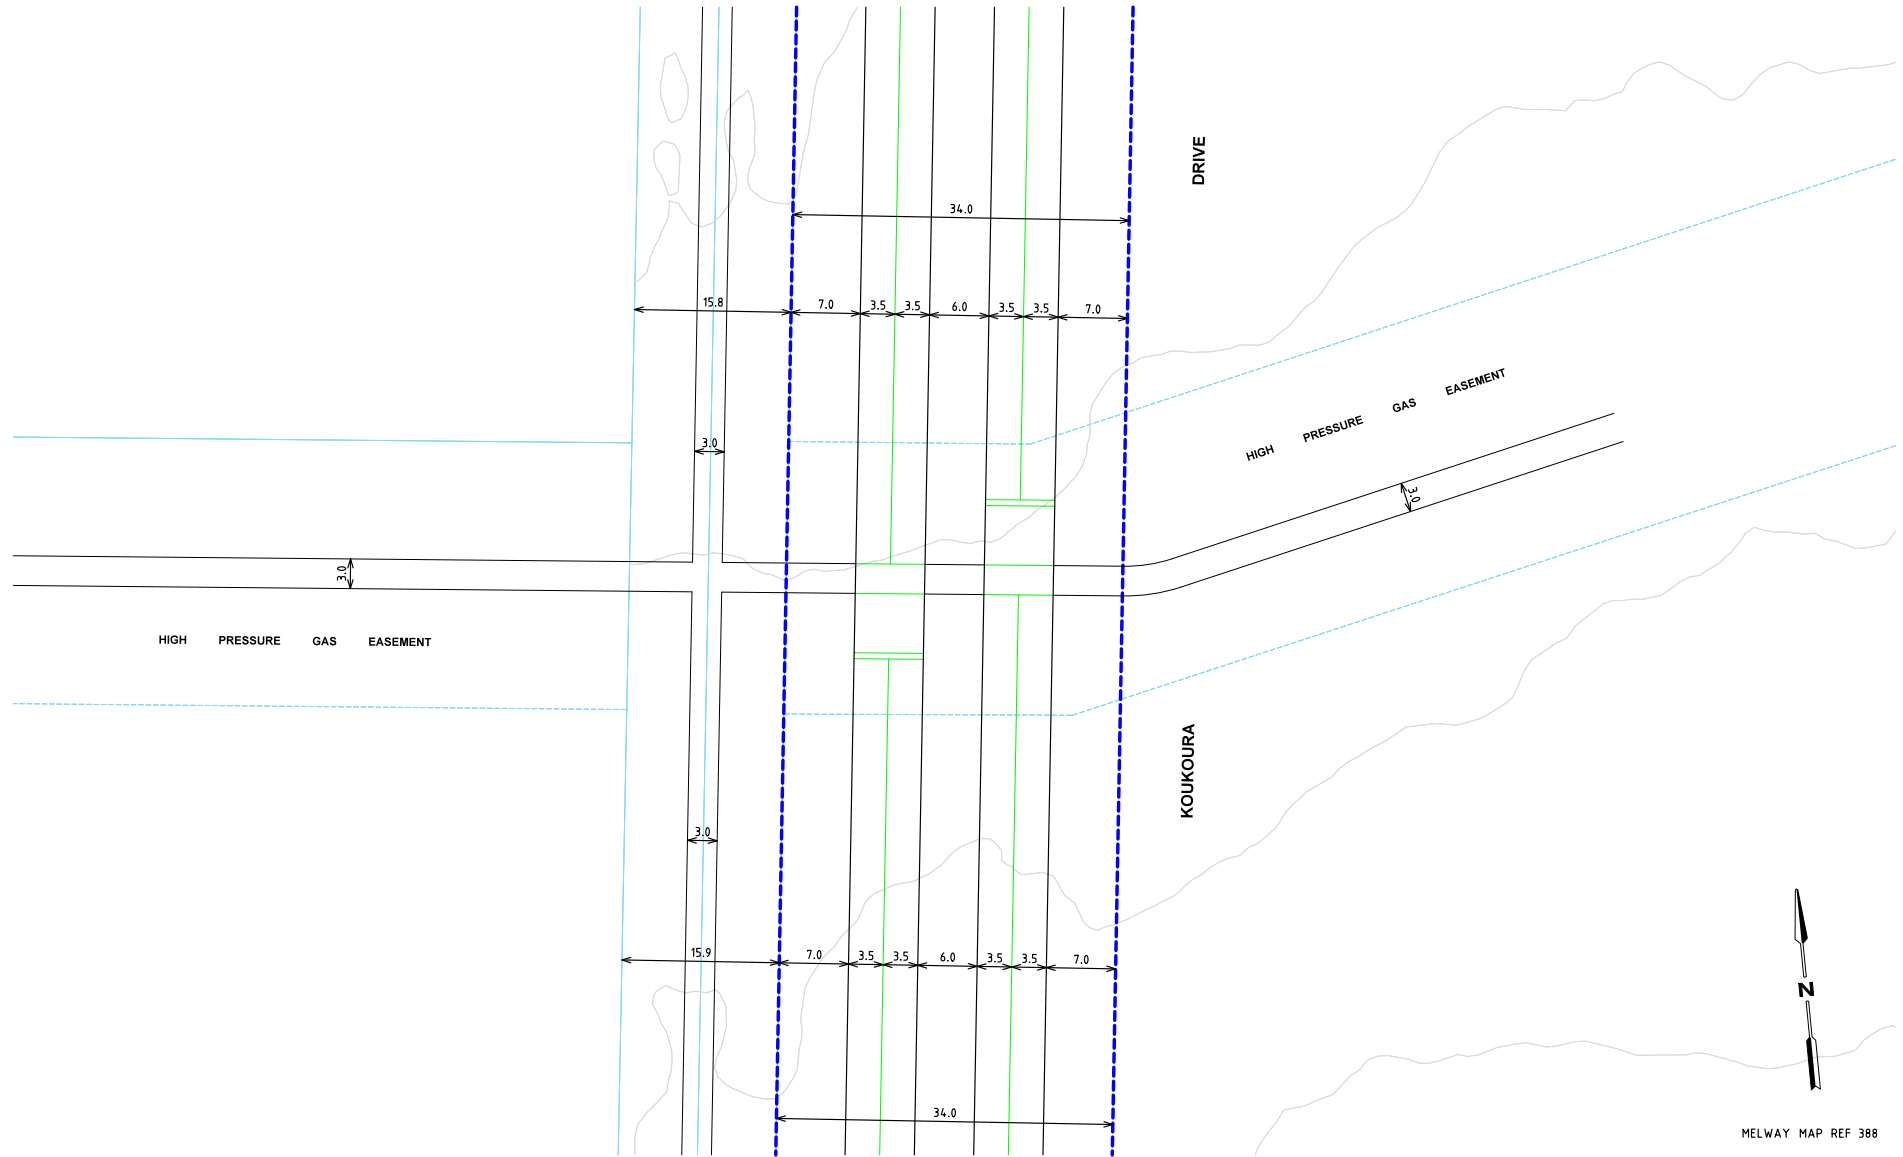 DRIVE
34.0
15.8 7.0 3.5 3.5 6.0 3.5 3.5 7.0
HIGH PRESSURE GAS EASEMENT
3.0
3.0
3.0
HIGH PRESSURE GAS EASEMENT
KOUKOURA
3.0
15.9 7.0 3.5 3.5 6.0 3.5 3.5 7.0
N
34.0
MELWAY MAP REF 388